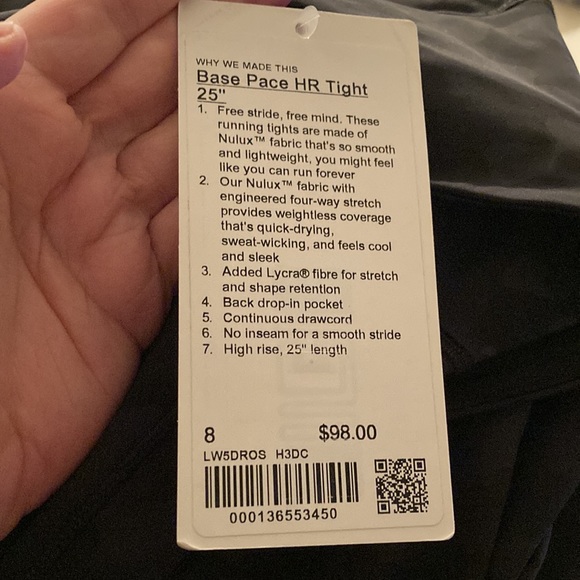 WHY WE MADE THIS
Base Pace HR Tight
25"
1. Free stride, free mind. These
running tights are made of
Nulux™ fabric that's so smooth
and lightweight, you might feel
like you can run forever
2. Our Nulux™ fabric with
engineered four-way stretch
provides weightless coverage
that's quick-drying,
sweat-wicking, and feels cool
and sleek
3. Added Lycra® fibre for stretch
and shape retention
4. Back drop-in pocket
5. Continuous drawcord
6. No inseam for a smooth stride
7. High rise, 25" length
8 $98.00
LW5DROS H3DC
000136553450